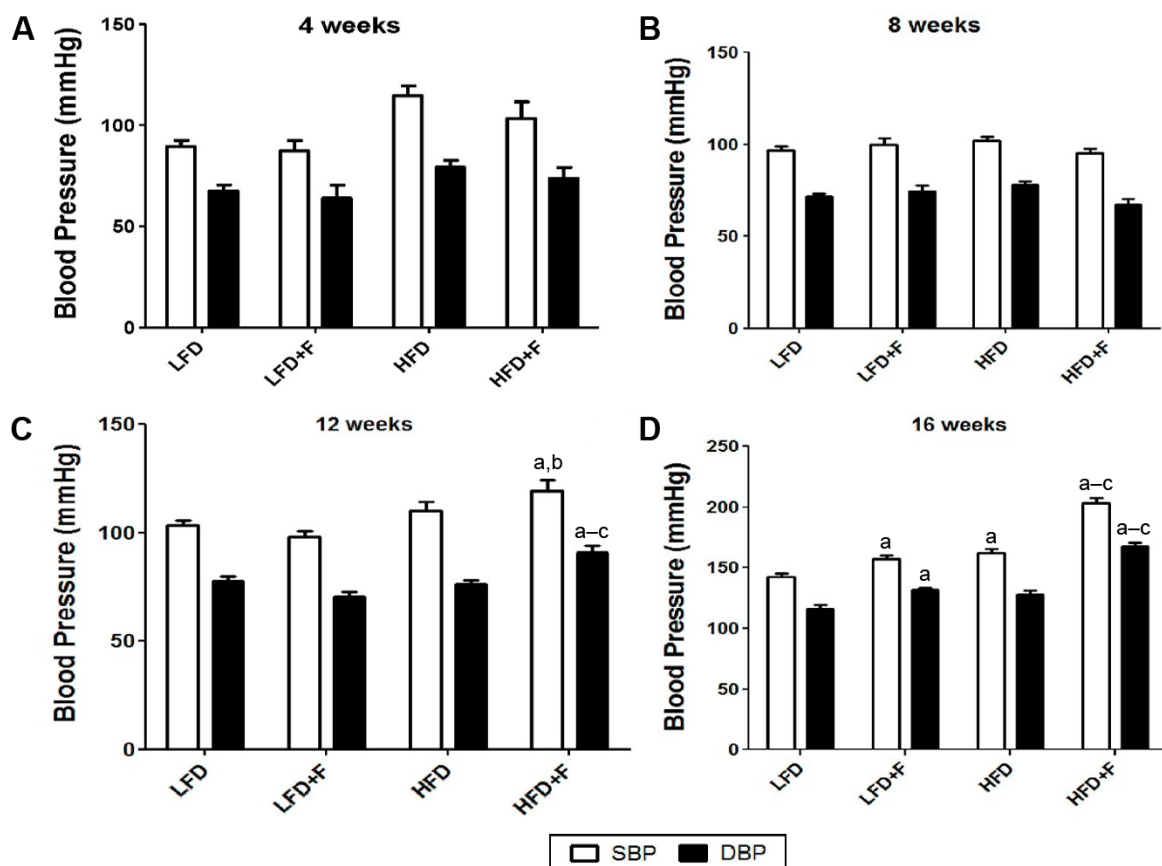 A
4 weeks
Blood Pressure (mmHg)
150
100
50
0
LFD
LFD+F
HFD
HFD+F
B
8 weeks
Blood Pressure (mmHg)
150
100
50
0
LFD
LFD+F
HFD
HFD+F
C
12 weeks
Blood Pressure (mmHg)
150
100
50
0
a,b
a–c
LFD
LFD+F
HFD
HFD+F
D
16 weeks
Blood Pressure (mmHg)
250
200
150
100
50
0
a
a
a
a–c
a–c
LFD
LFD+F
HFD
HFD+F
SBP DBP